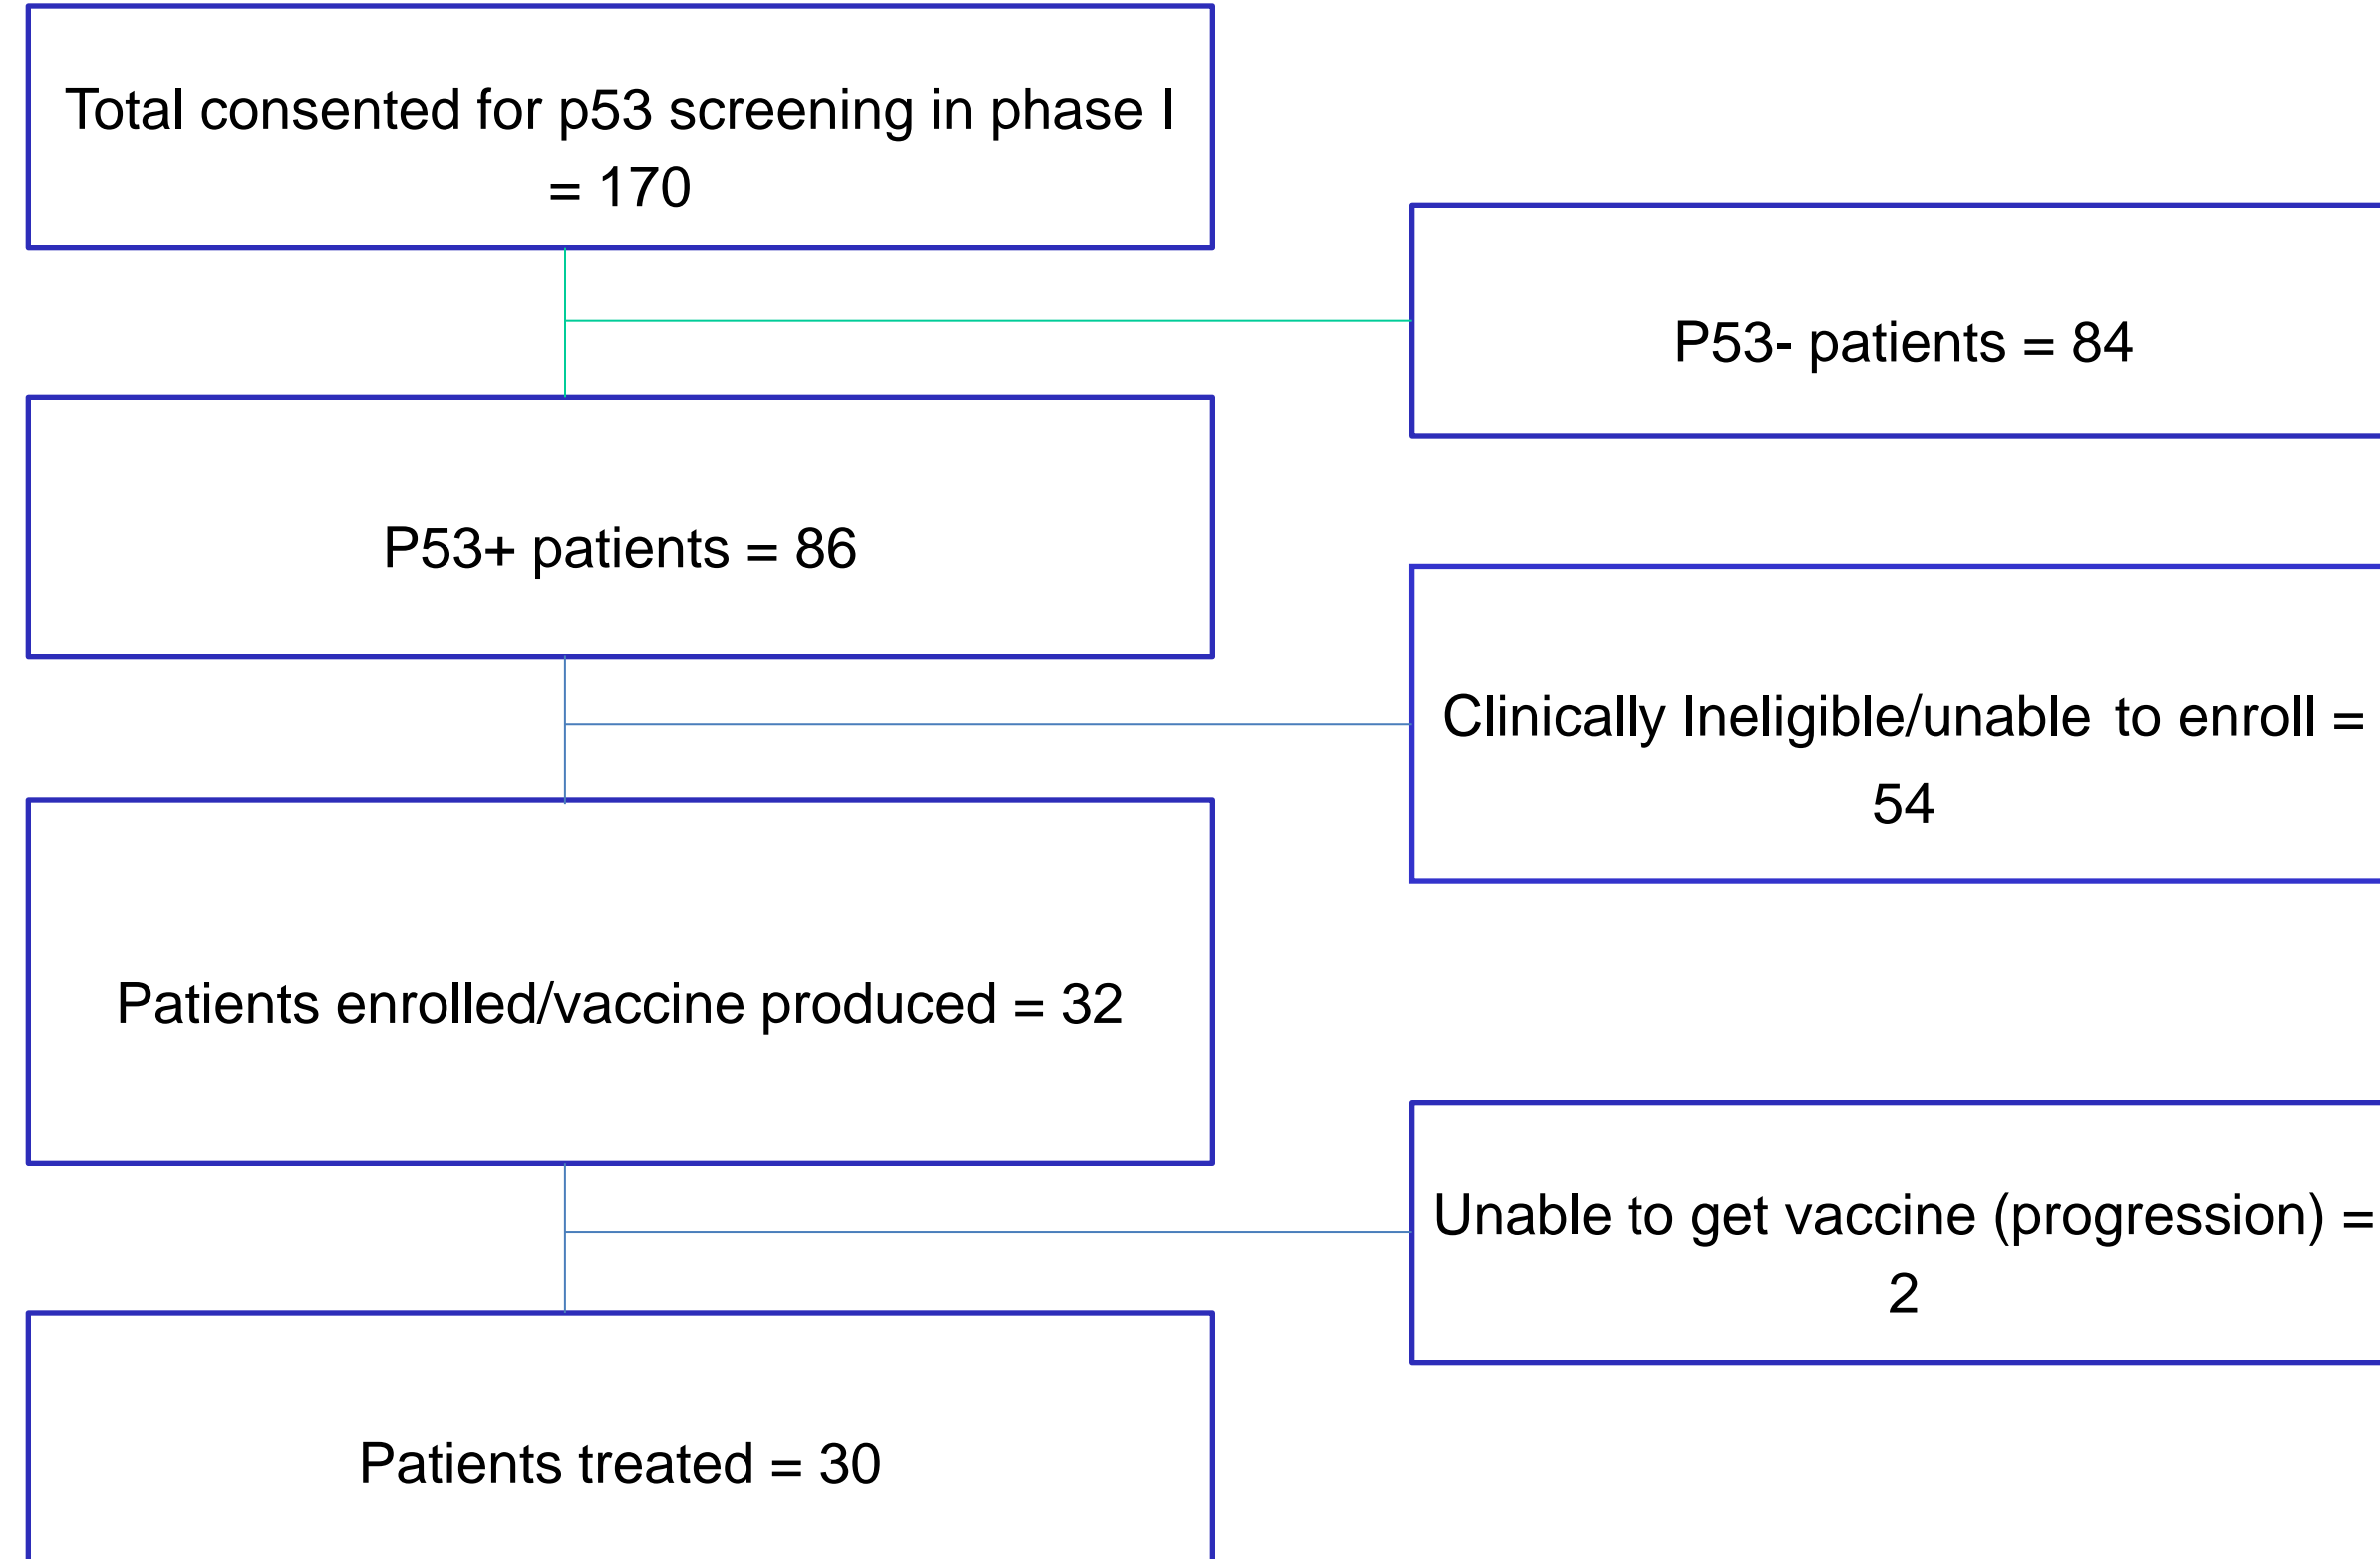 Total consented for p53 screening in phase I
= 170
P53- patients = 84
P53+ patients = 86
Clinically Ineligible/unable to enroll =
54
Patients enrolled/vaccine produced = 32
Unable to get vaccine (progression) =
2
Patients treated = 30